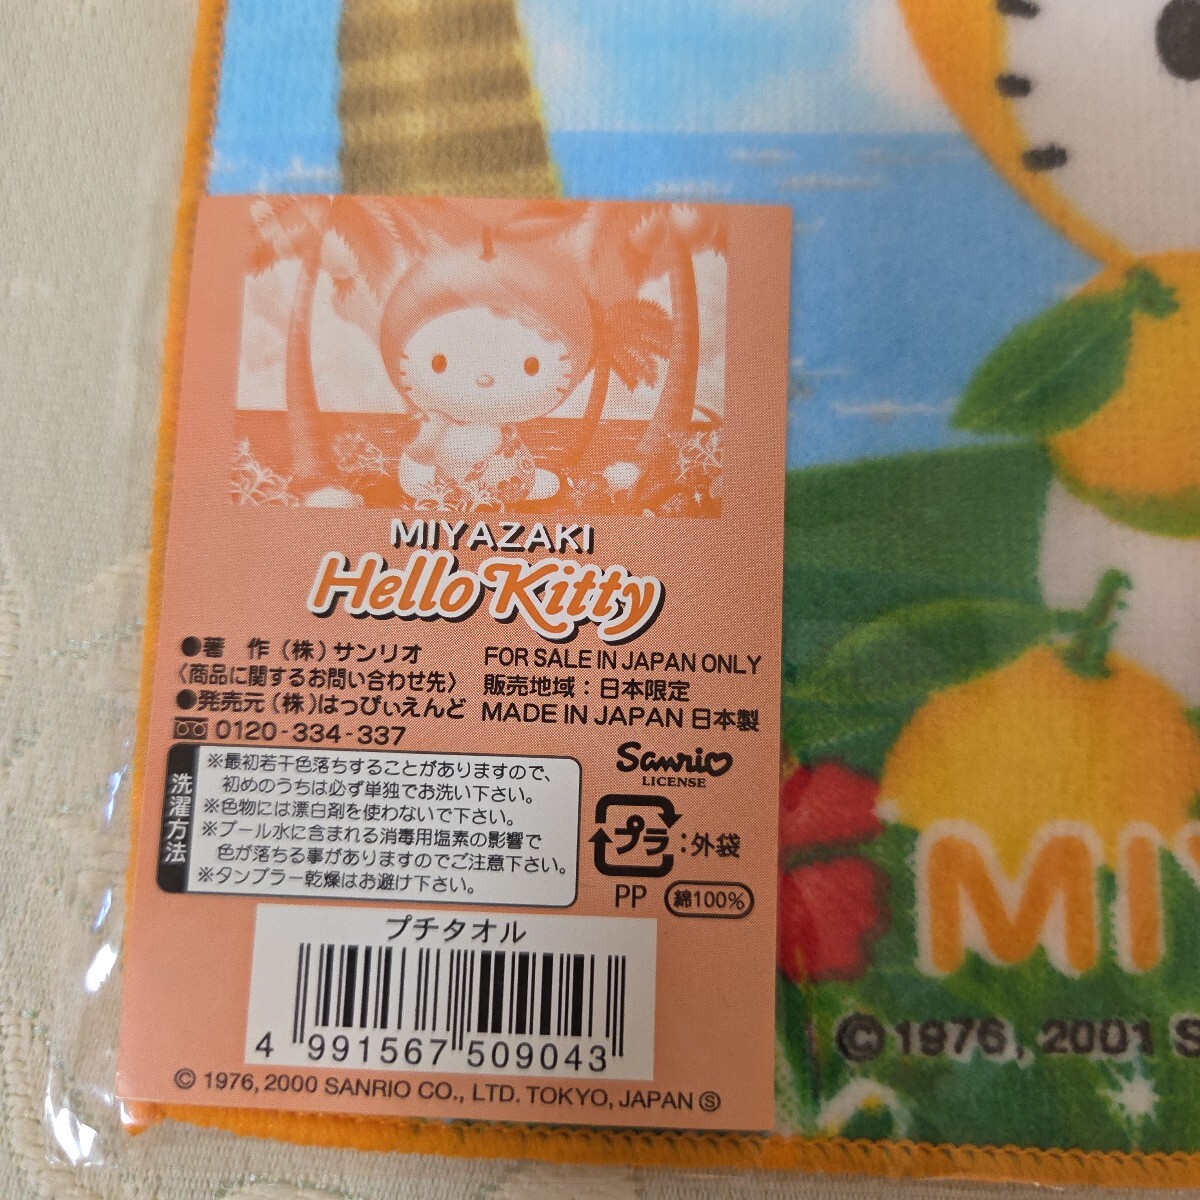 MIYAZAKI
Hello Kitty
●著 作(株)サンリオ
〈商品に関するお問い合わせ先〉
●発売元(株)はっぴぃえんど
0120-334-337
FOR SALE IN JAPAN ONLY
販売地域:日本限定
MADE IN JAPAN 日本製
Sanrio
LICENSE
洗濯方法
※最初若干色落ちすることがありますので、
初めのうちは必ず単独でお洗い下さい。
※色物には漂白剤を使わないで下さい。
※プール水に含まれる消毒用塩素の影響で
色が落ちる事がありますのでご注意下さい。
※タンブラー乾燥はお避け下さい。
プラ:外袋
PP 綿100%
プチタオル
4 991567 509043
© 1976, 2000 SANRIO CO., LTD. TOKYO, JAPAN Ⓢ
MIY
© 1976, 2001 S